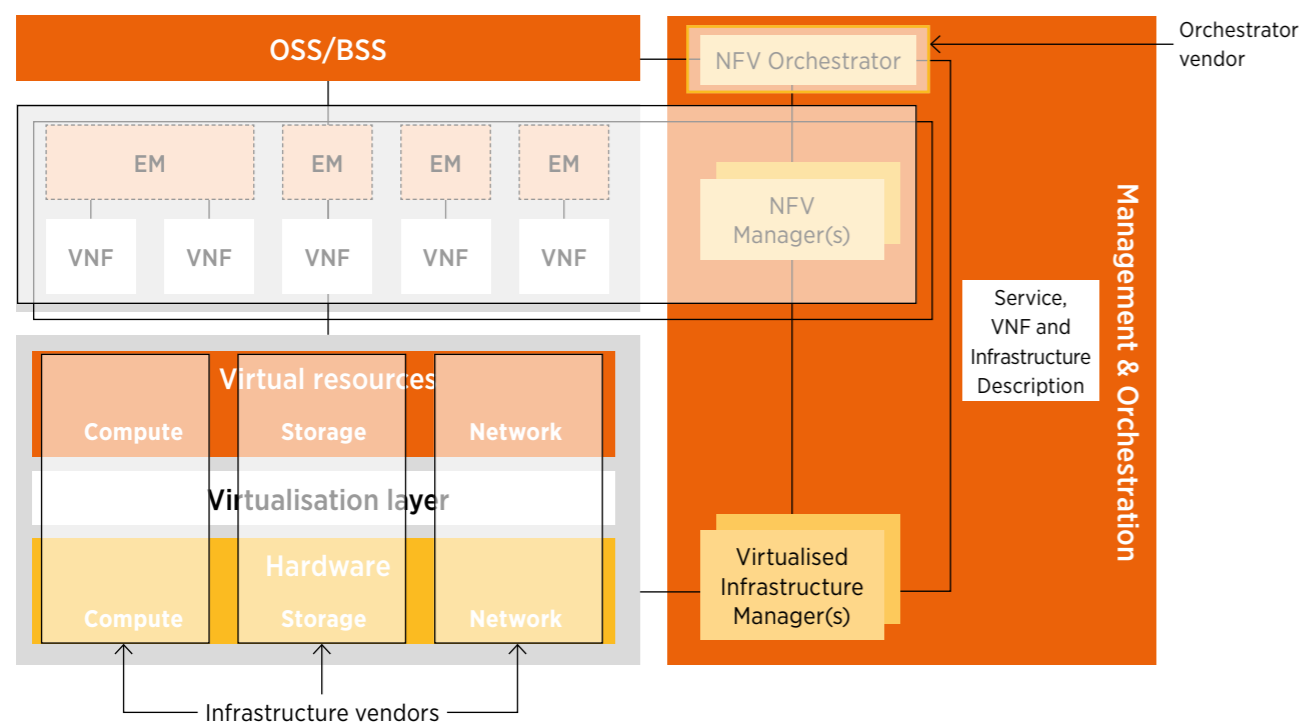 OSS/BSS
NFV Orchestrator
Orchestrator
vendor
EM
EM
EM
EM
VNF
VNF
VNF
VNF
VNF
NFV
Manager(s)
Service,
VNF and
Infrastructure
Description
Management & Orchestration
Virtual resources
Compute
Storage
Network
Virtualisation layer
Hardware
Compute
Storage
Network
Virtualised
Infrastructure
Manager(s)
Infrastructure vendors